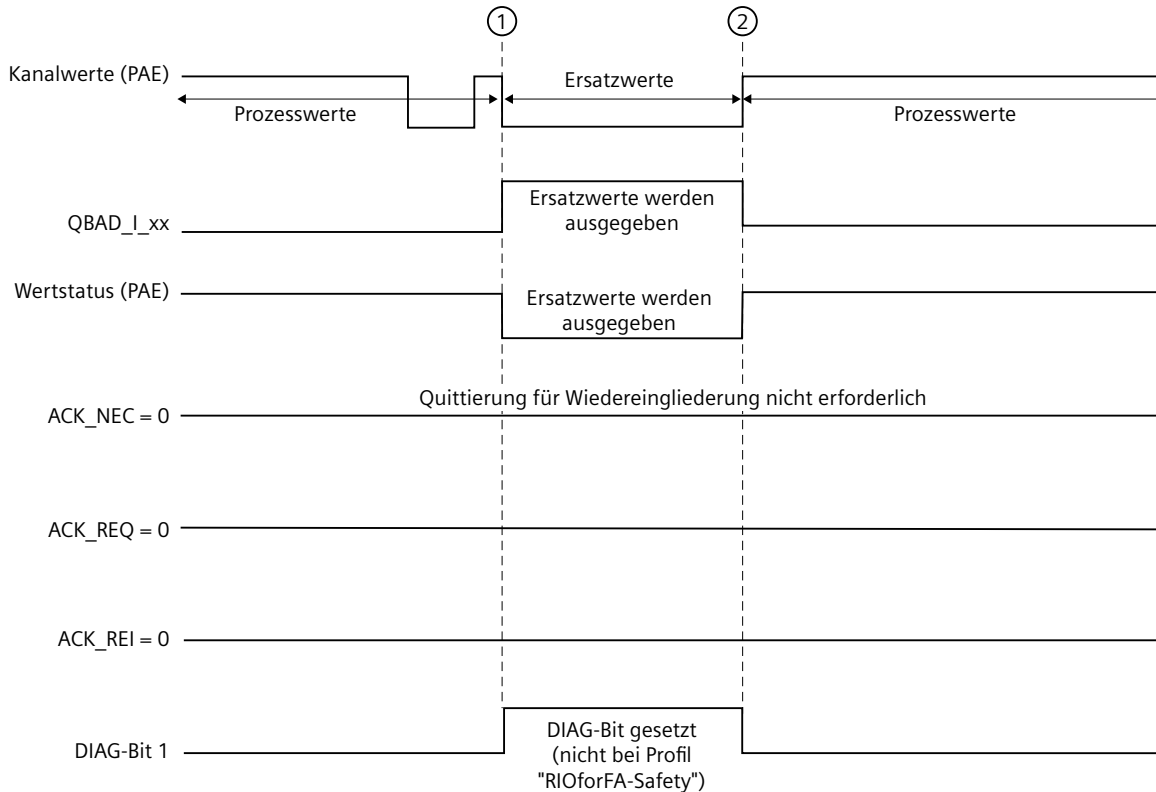 1
2
Kanalwerte (PAE)
Ersatzwerte
Prozesswerte
Prozesswerte
QBAD_I_xx
Ersatzwerte werden
ausgegeben
Wertstatus (PAE)
Ersatzwerte werden
ausgegeben
Quittierung für Wiedereingliederung nicht erforderlich
ACK_NEC = 0
ACK_REQ = 0
ACK_REI = 0
DIAG-Bit 1
DIAG-Bit gesetzt
(nicht bei Profil
"RIOforFA-Safety")